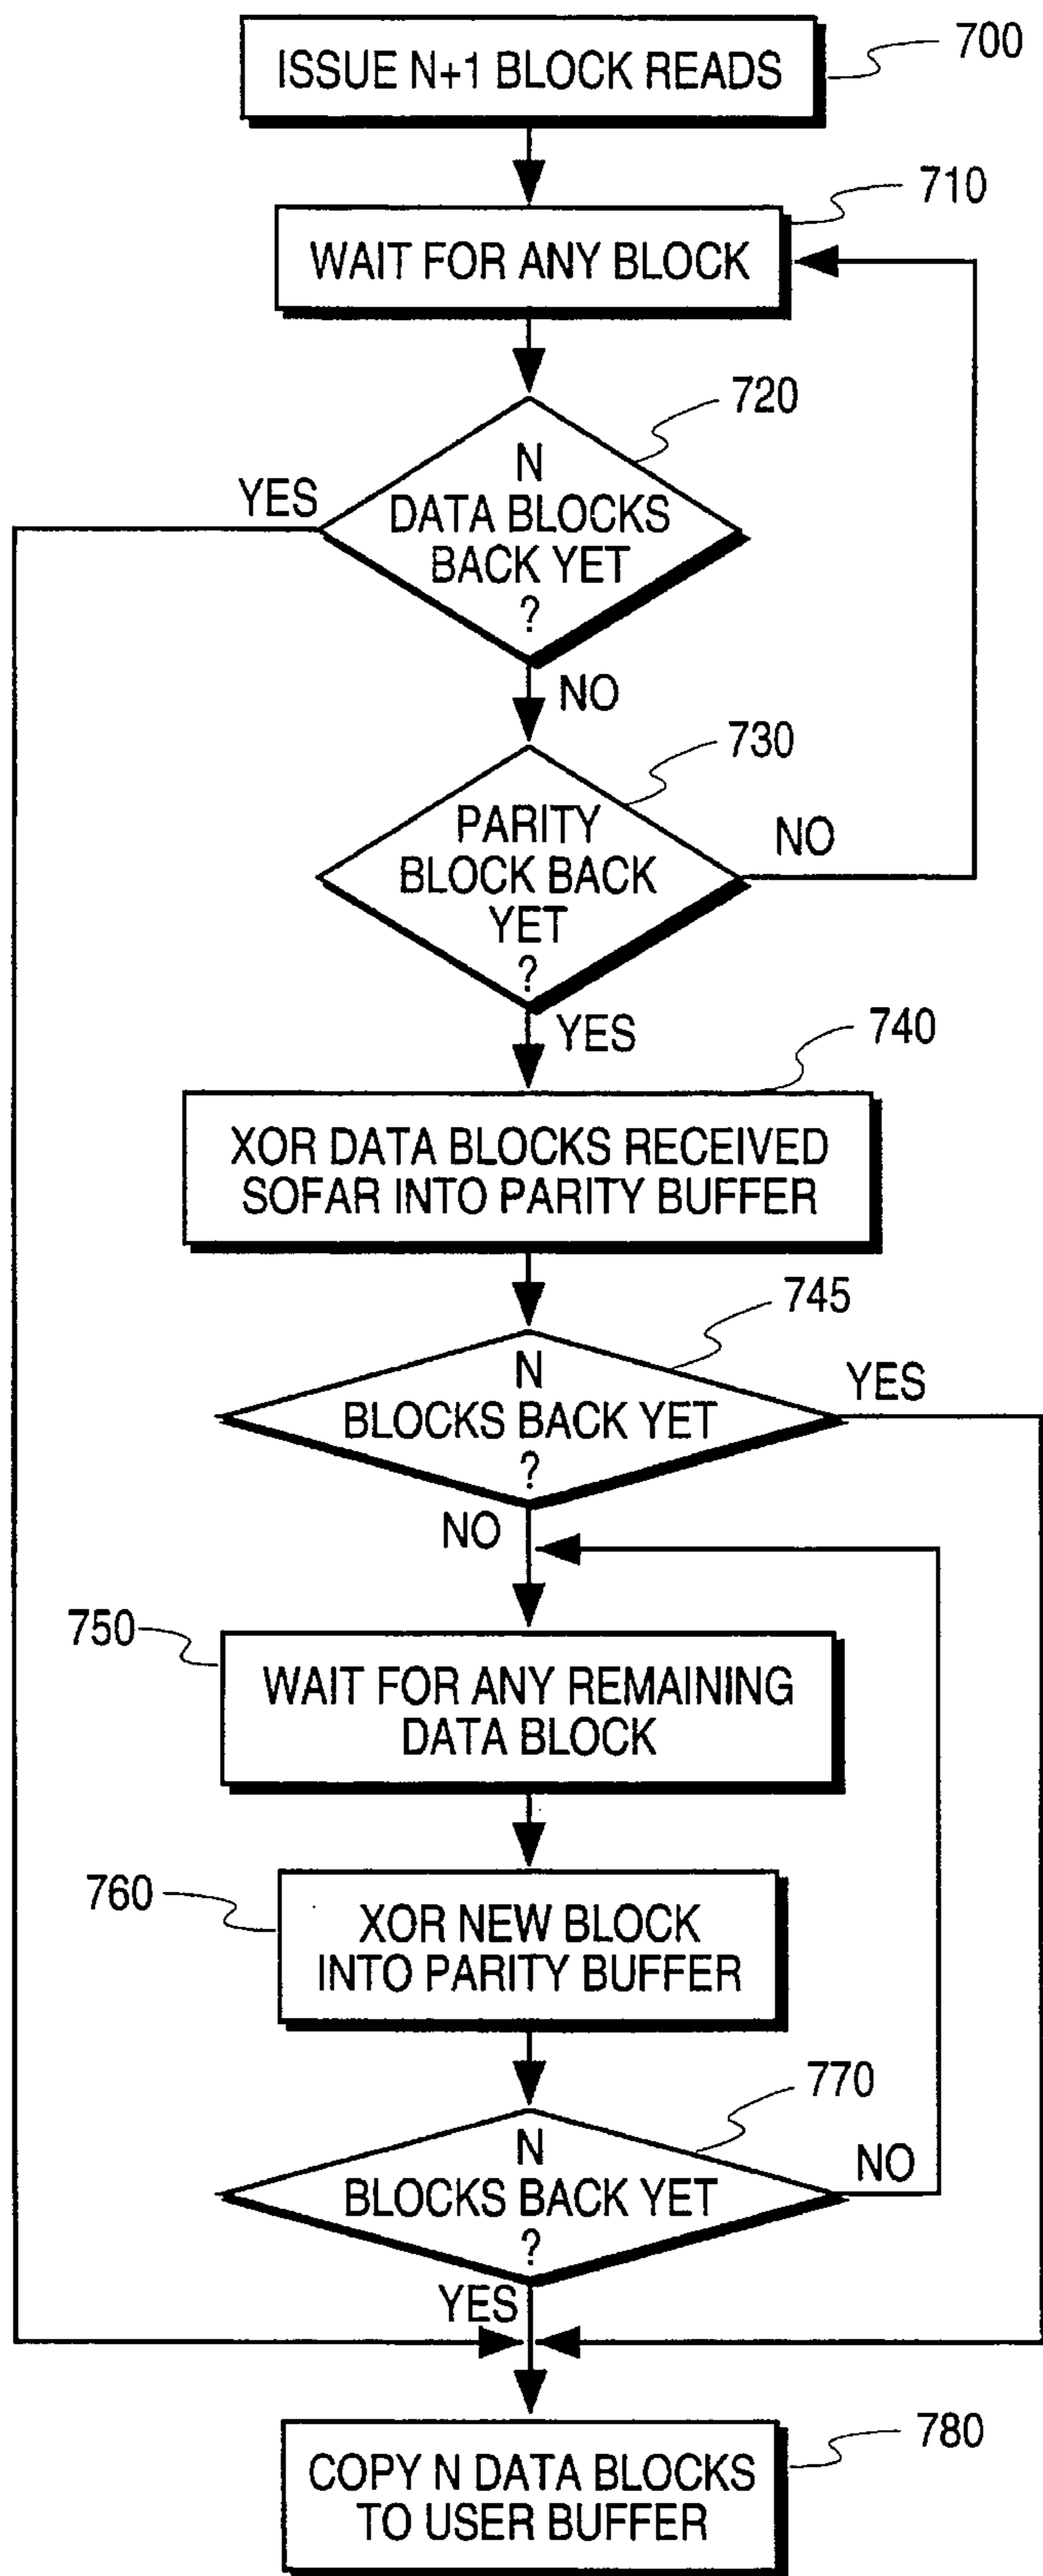 ISSUE N+1 BLOCK READS
700
710
WAIT FOR ANY BLOCK
720
YES
N
DATA BLOCKS
BACK YET
?
NO
730
PARITY
BLOCK BACK
YET
?
NO
YES
740
XOR DATA BLOCKS RECEIVED
SOFAR INTO PARITY BUFFER
745
N
BLOCKS BACK YET
?
YES
NO
750
WAIT FOR ANY REMAINING
DATA BLOCK
760
XOR NEW BLOCK
INTO PARITY BUFFER
770
N
BLOCKS BACK YET
?
NO
YES
780
COPY N DATA BLOCKS
TO USER BUFFER